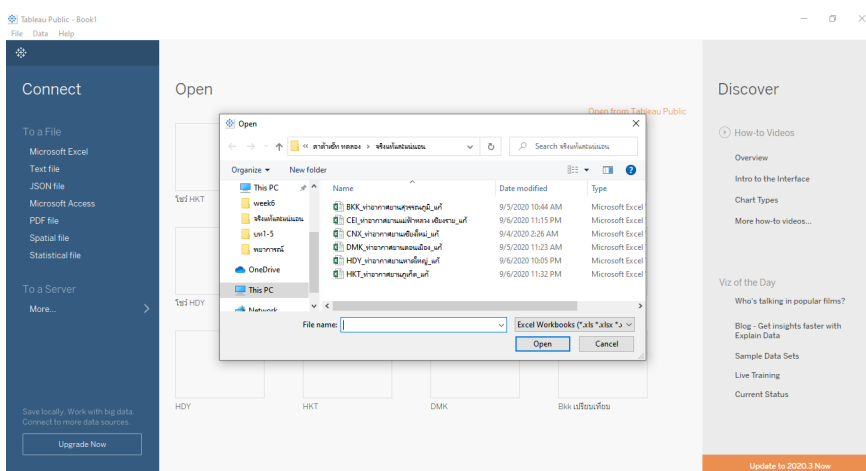 Tableau Public - Book1
File Data Help
Connect
To a File
Microsoft Excel
Text file
JSON file
Microsoft Access
PDF file
Spatial file
Statistical file
To a Server
More...
Save locally. Work with big data.
Connect to more data sources.
Upgrade Now
Open
Open from Tableau Public
โชว์ HKT
โชว์ HDY
HDY
HKT
DMK
Bkk เปรียบเทียบ
Open
« ดาต้าเซ็ท ทดลอง > จริงแท้และแน่นอน
Search จริงแท้และแน่นอน
Organize
New folder
This PC
week6
จริงแท้และแน่นอน
บท1-5
พยากรณ์
OneDrive
This PC
Network
Name Date modified Type
BKK_ท่าอากาศยานสุวรรณภูมิ_แก้ 9/5/2020 10:44 AM Microsoft Excel
CEI_ท่าอากาศยานแม่ฟ้าหลวง เชียงราย_แก้ 9/6/2020 11:15 PM Microsoft Excel
CNX_ท่าอากาศยานเชียงใหม่_แก้ 9/4/2020 2:26 AM Microsoft Excel
DMK_ท่าอากาศยานดอนเมือง_แก้ 9/5/2020 11:23 AM Microsoft Excel
HDY_ท่าอากาศยานหาดใหญ่_แก้ 9/6/2020 10:05 PM Microsoft Excel
HKT_ท่าอากาศยานภูเก็ต_แก้ 9/6/2020 11:32 PM Microsoft Excel
File name:
Excel Workbooks (*.xls *.xlsx *.x
Open
Cancel
Discover
How-to Videos
Overview
Intro to the Interface
Chart Types
More how-to videos...
Viz of the Day
Who's talking in popular films?
Blog - Get insights faster with
Explain Data
Sample Data Sets
Live Training
Current Status
Update to 2020.3 Now